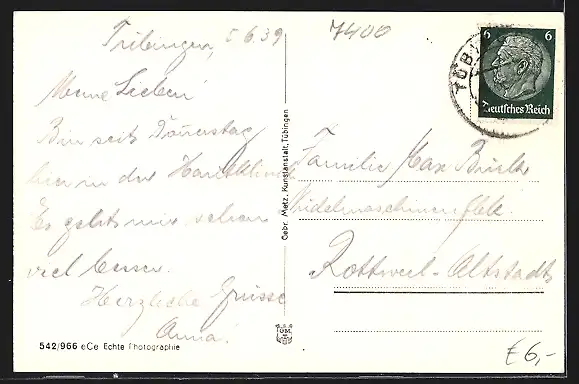 Tübingen, 5.6.39
7400
Meine Lieben!
Bin seit Donnerstag
hier in der Hautklinik
Es geht mir schon
viel besser.
Herzliche Grüsse
Anna!
542/966 eCe Echte Photographie
Gebr. Metz, Kunstanstalt, Tübingen
6 6
Deutsches Reich
TÜBI
Familie Max
Rottweil-Altstadt
€ 6,-